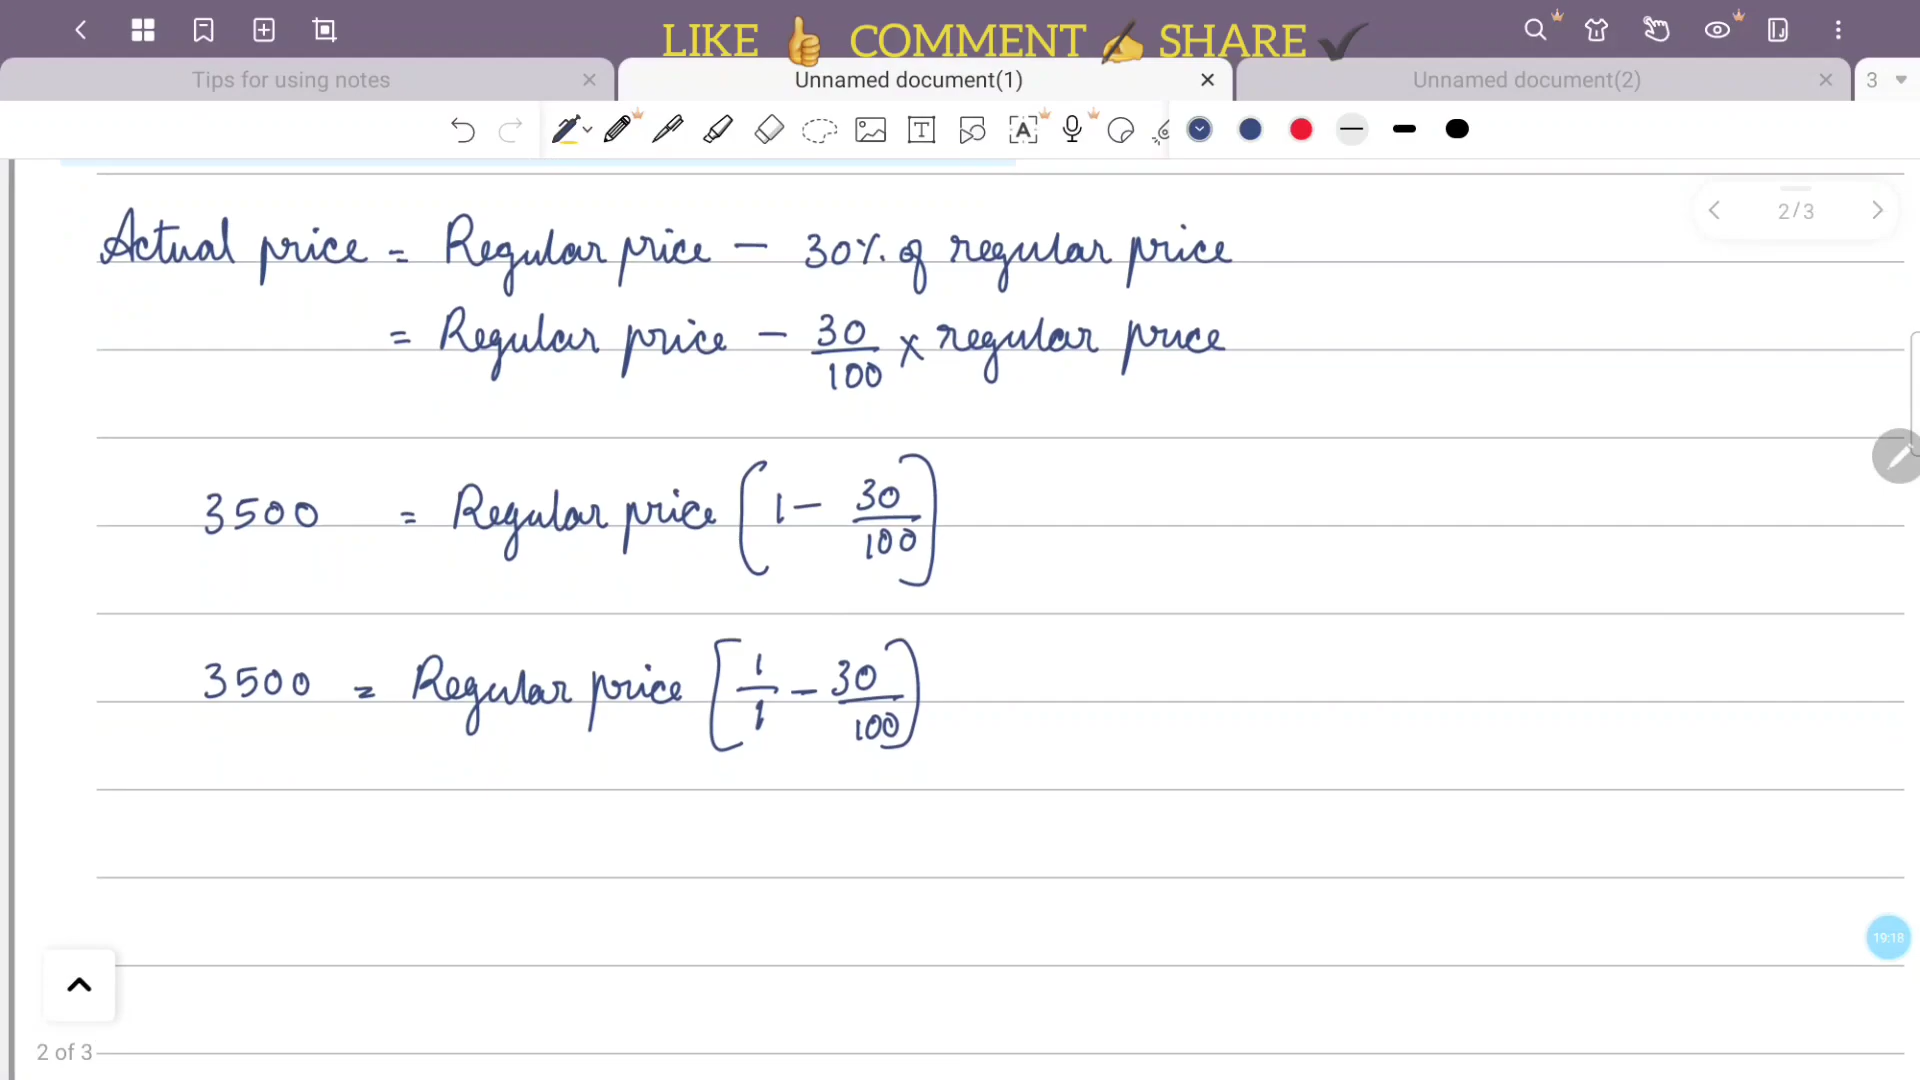 LIKE 👍 COMMENT ✍ SHARE ✔
Tips for using notes
Unnamed document(1)
Unnamed document(2)
3
2/3
Actual price = Regular price - 30% of regular price
= Regular price - 30/100 x regular price
3500 = Regular price [1 - 30/100]
3500 = Regular price [1/1 - 30/100]
19:18
2 of 3